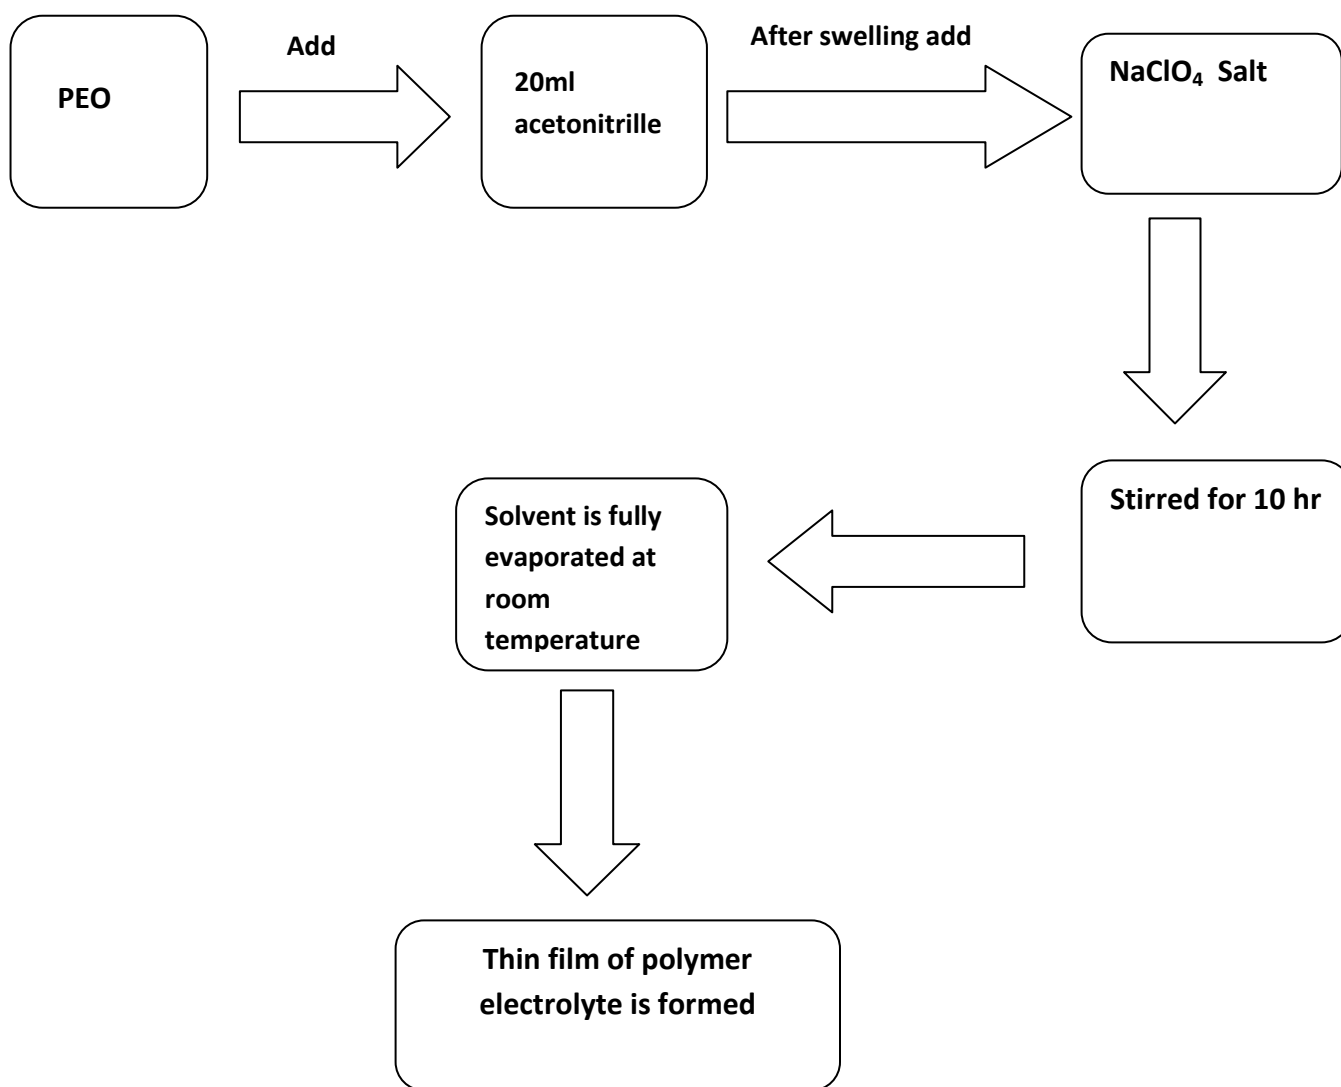 PEO
Add
20ml
acetonitrille
After swelling add
NaClO₄ Salt
Stirred for 10 hr
Solvent is fully
evaporated at
room
temperature
Thin film of polymer
electrolyte is formed